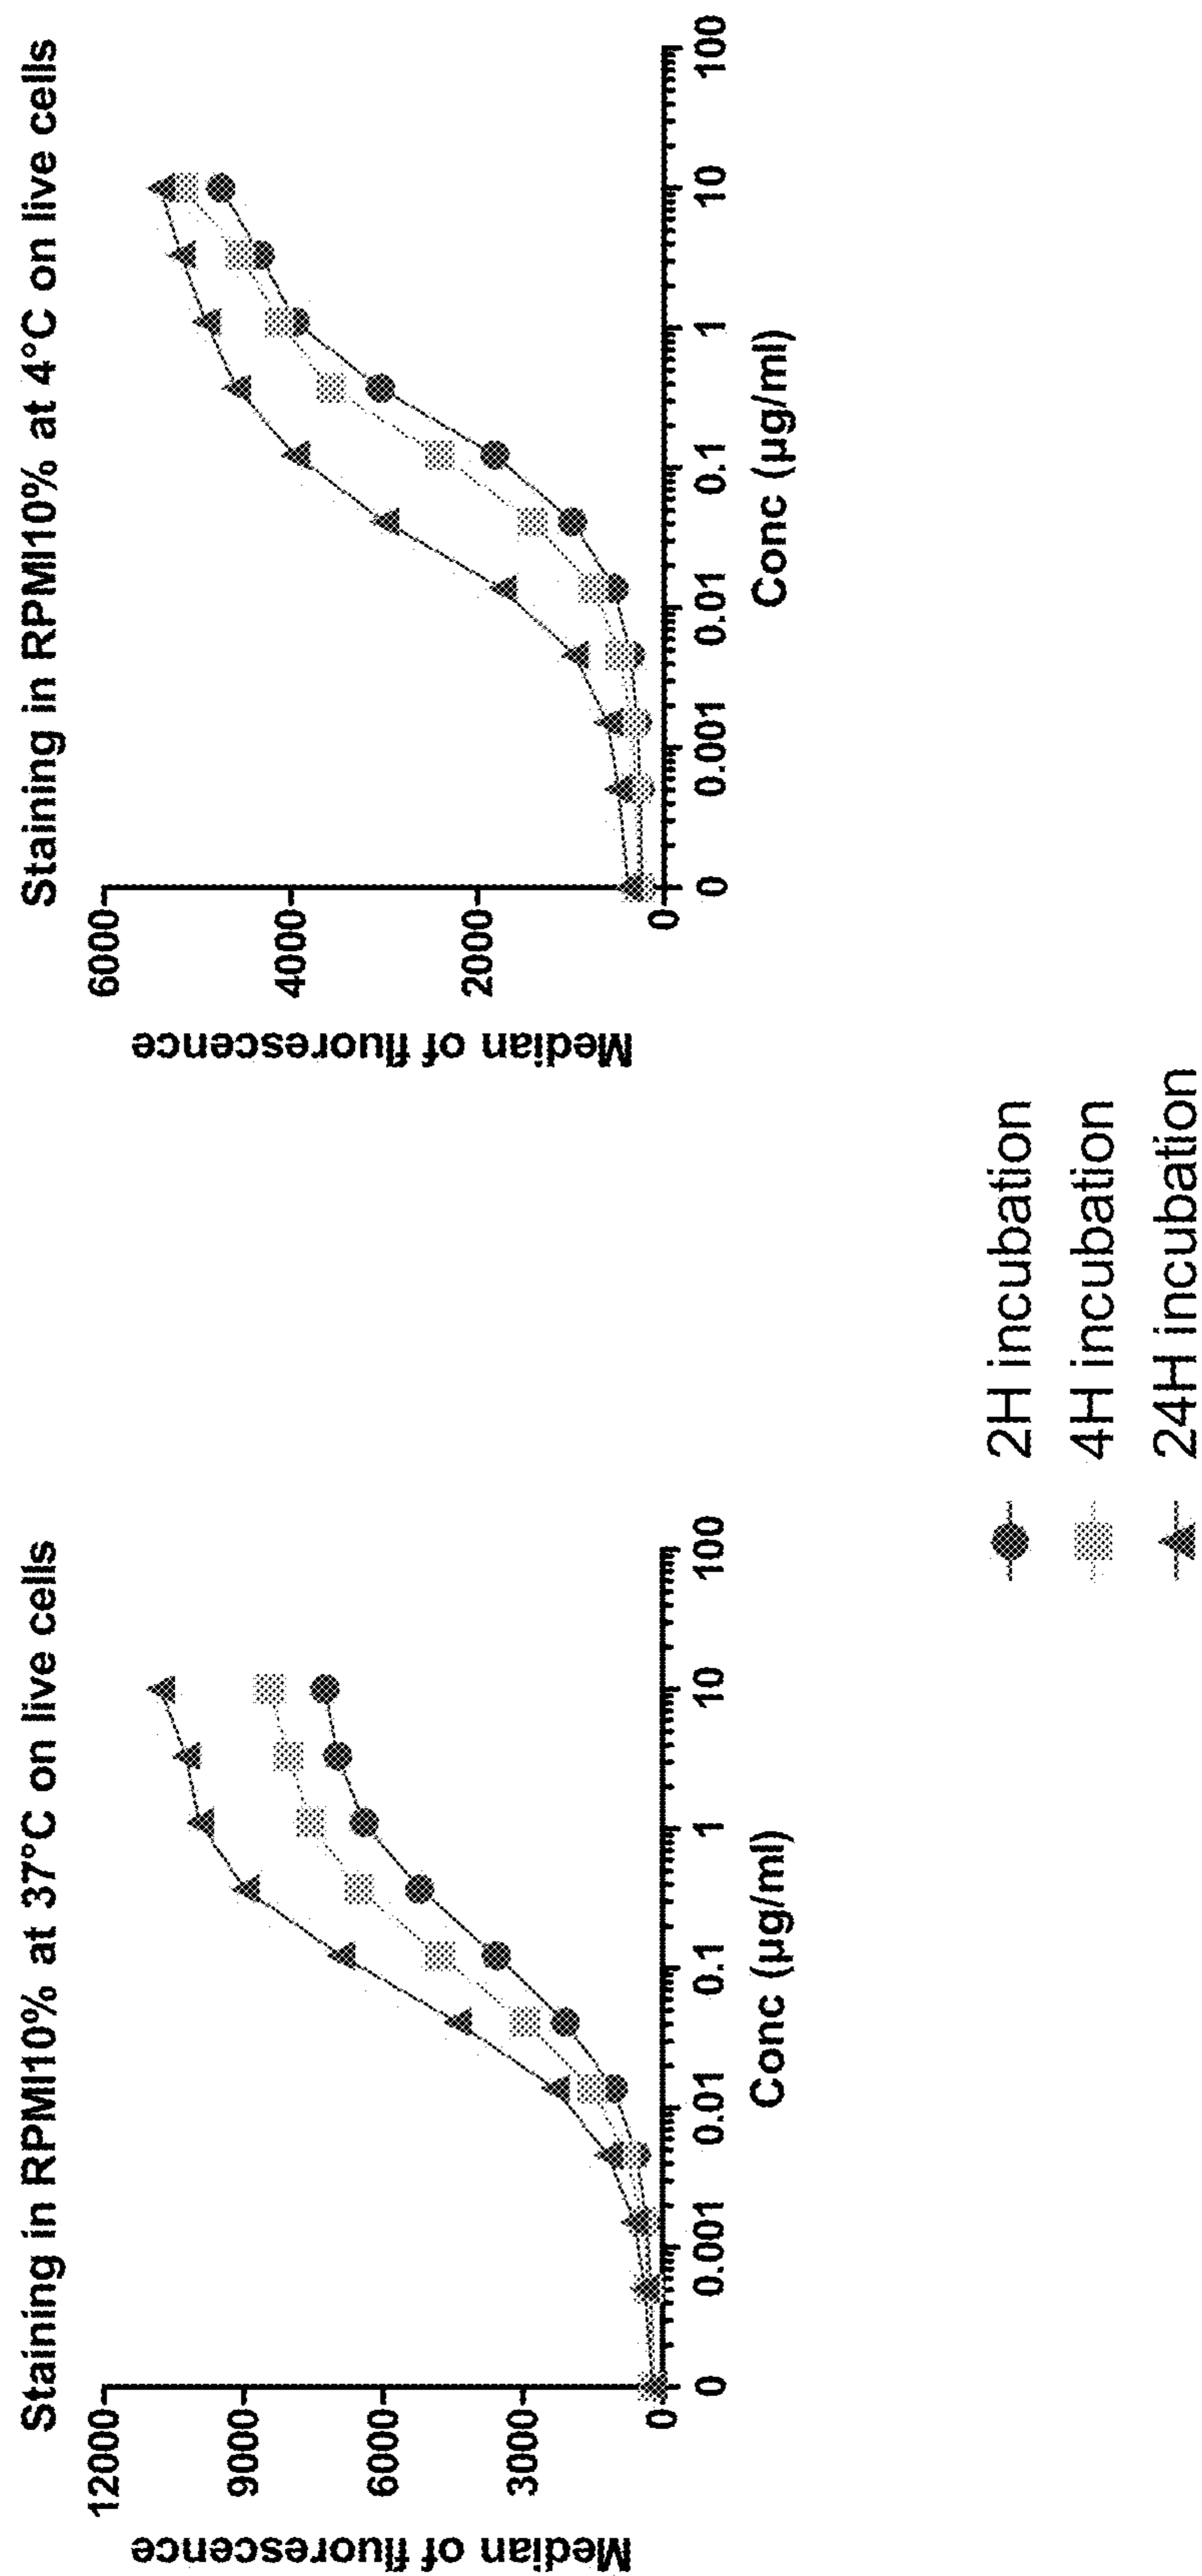 Staining in RPMI10% at 37°C on live cells
Median of fluorescence
12000
9000
6000
3000
0
0
0.001
0.01
0.1
1
10
100
Conc (µg/ml)
Staining in RPMI10% at 4°C on live cells
Median of fluorescence
6000
4000
2000
0
0
0.001
0.01
0.1
1
10
100
Conc (µg/ml)
2H incubation
4H incubation
24H incubation